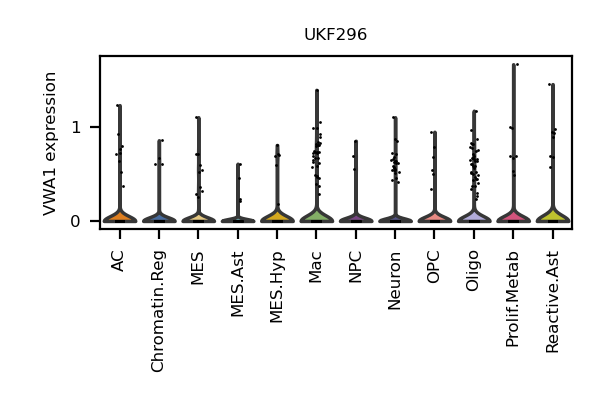 UKF296
VWA1 expression
1
0
AC
Chromatin.Reg
MES
MES.Ast
MES.Hyp
Mac
NPC
Neuron
OPC
Oligo
Prolif.Metab
Reactive.Ast